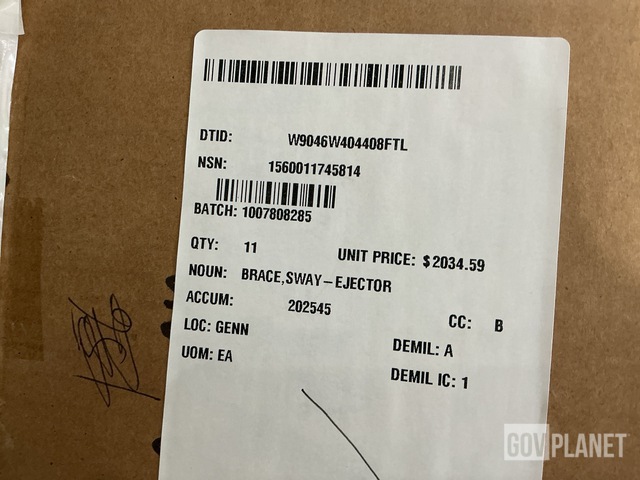 DTID: W9046W404408FTL
NSN: 1560011745814
BATCH: 1007808285
QTY: 11 UNIT PRICE: $2034.59
NOUN: BRACE,SWAY-EJECTOR
ACCUM: 202545 CC: B
LOC: GENN DEMIL: A
UOM: EA DEMIL IC: 1
GOVPLANET